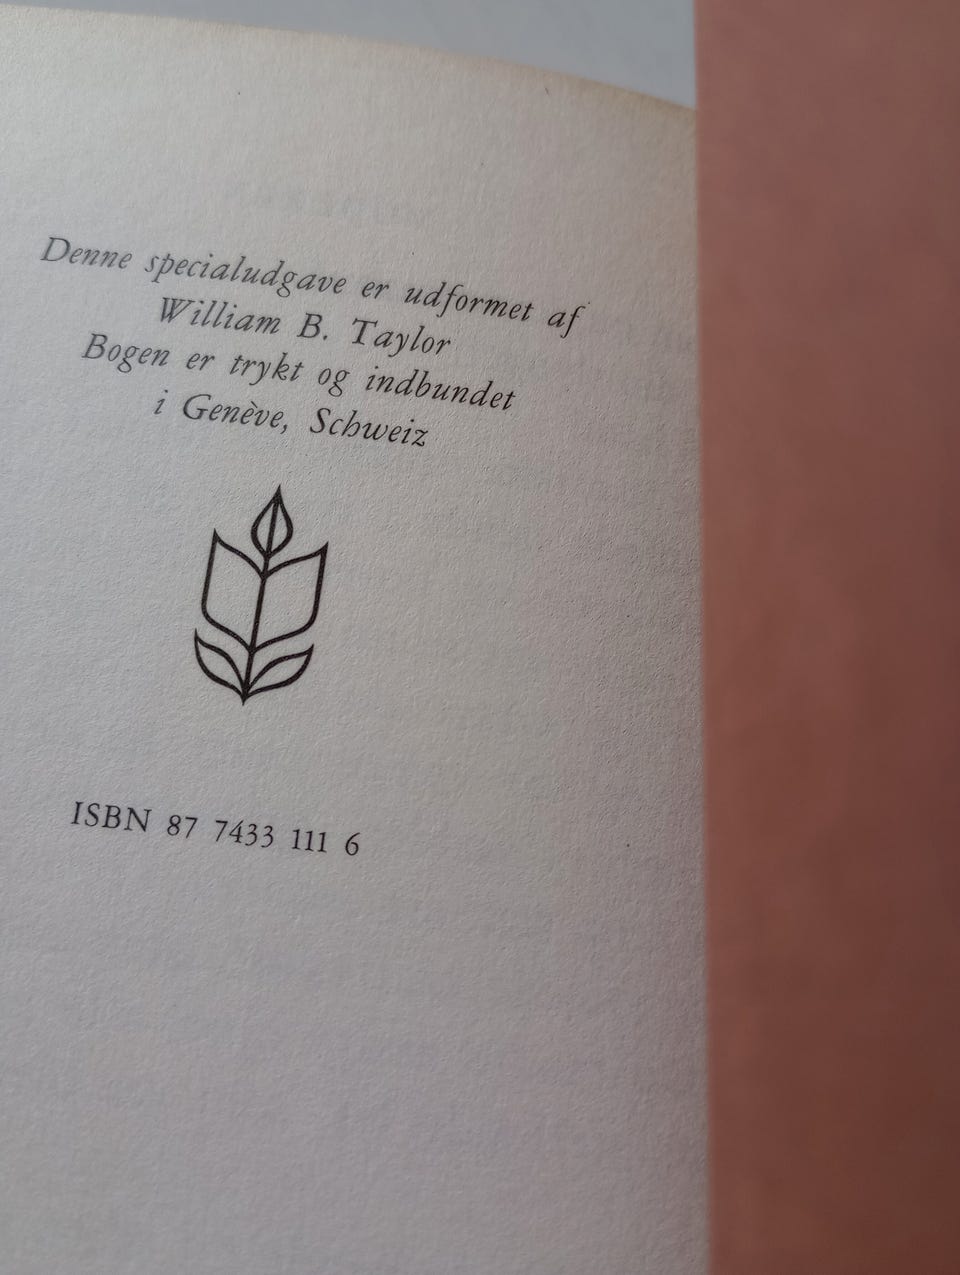 Denne specialudgave er udformet af
William B. Taylor
Bogen er trykt og indbundet
i Genève, Schweiz
ISBN 87 7433 111 6